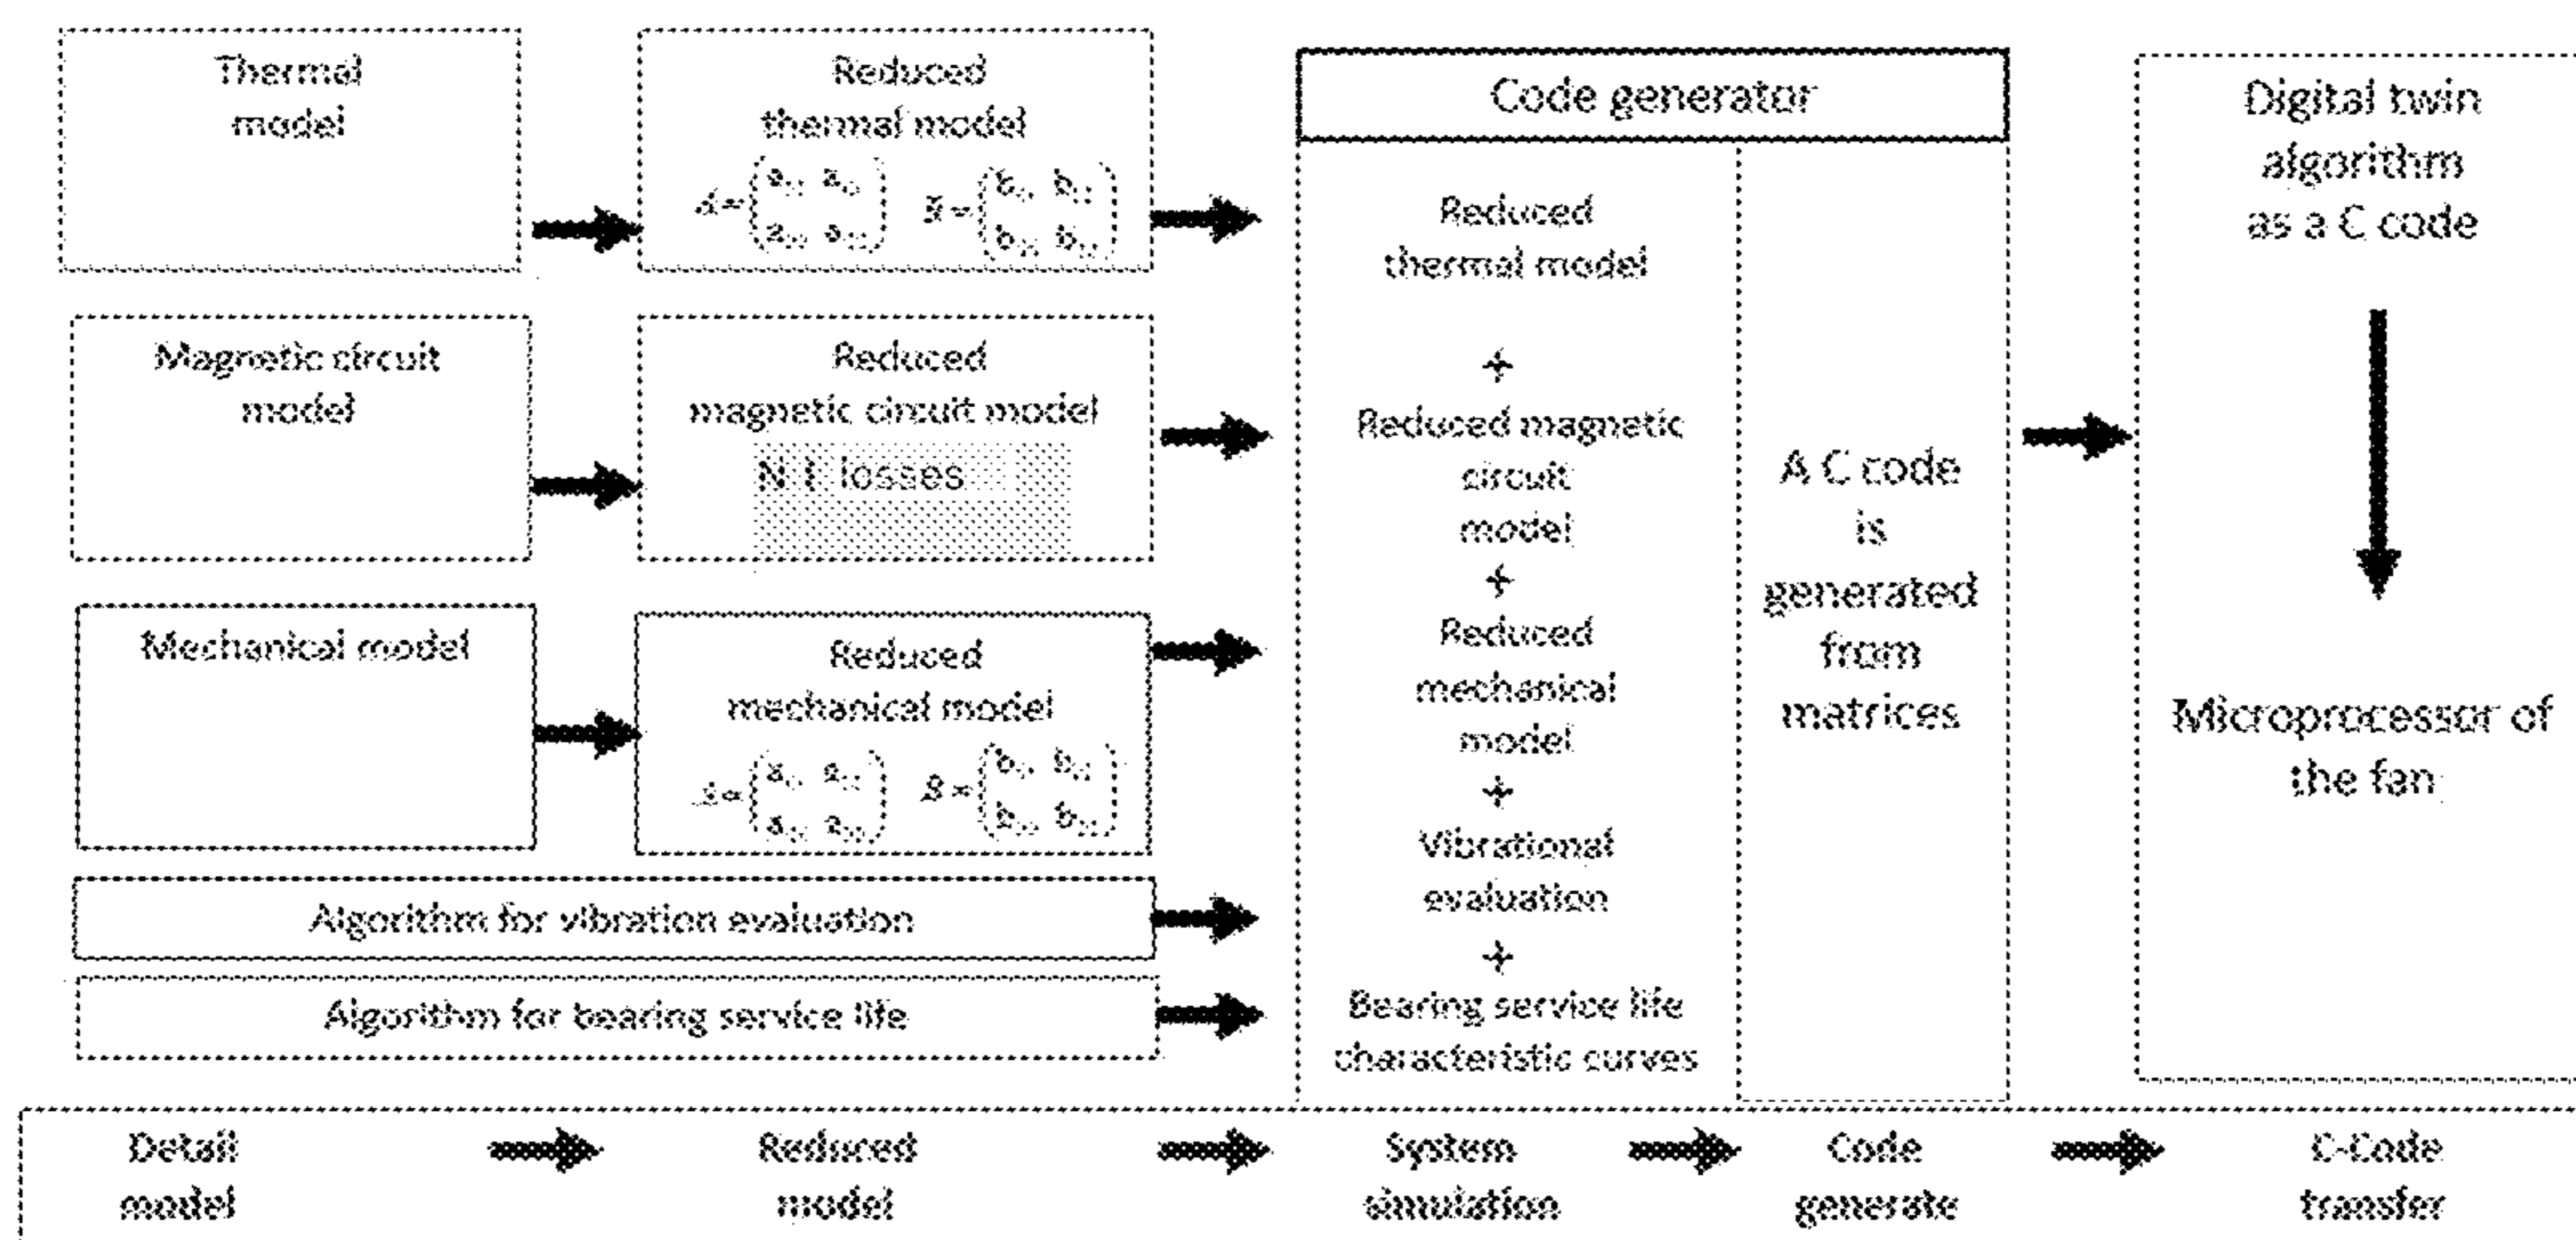 Thermal
model
Reduced
thermal model
Magnetic circuit
model
Reduced
magnetic circuit model
losses
Mechanical model
Reduced
mechanical model
Algorithm for vibration evaluation
Algorithm for bearing service life
Code generator
Reduced
thermal model
+
Reduced magnetic
circuit
model
+
Reduced
mechanical
model
+
Vibrational
evaluation
+
Bearing service life
characteristic curves
A C code
is
generated
from
matrices
Digital twin
algorithm
as a C code
Microprocessor of
the fan
Detail
model
Reduced
model
System
simulation
Code
generate
C-Code
transfer